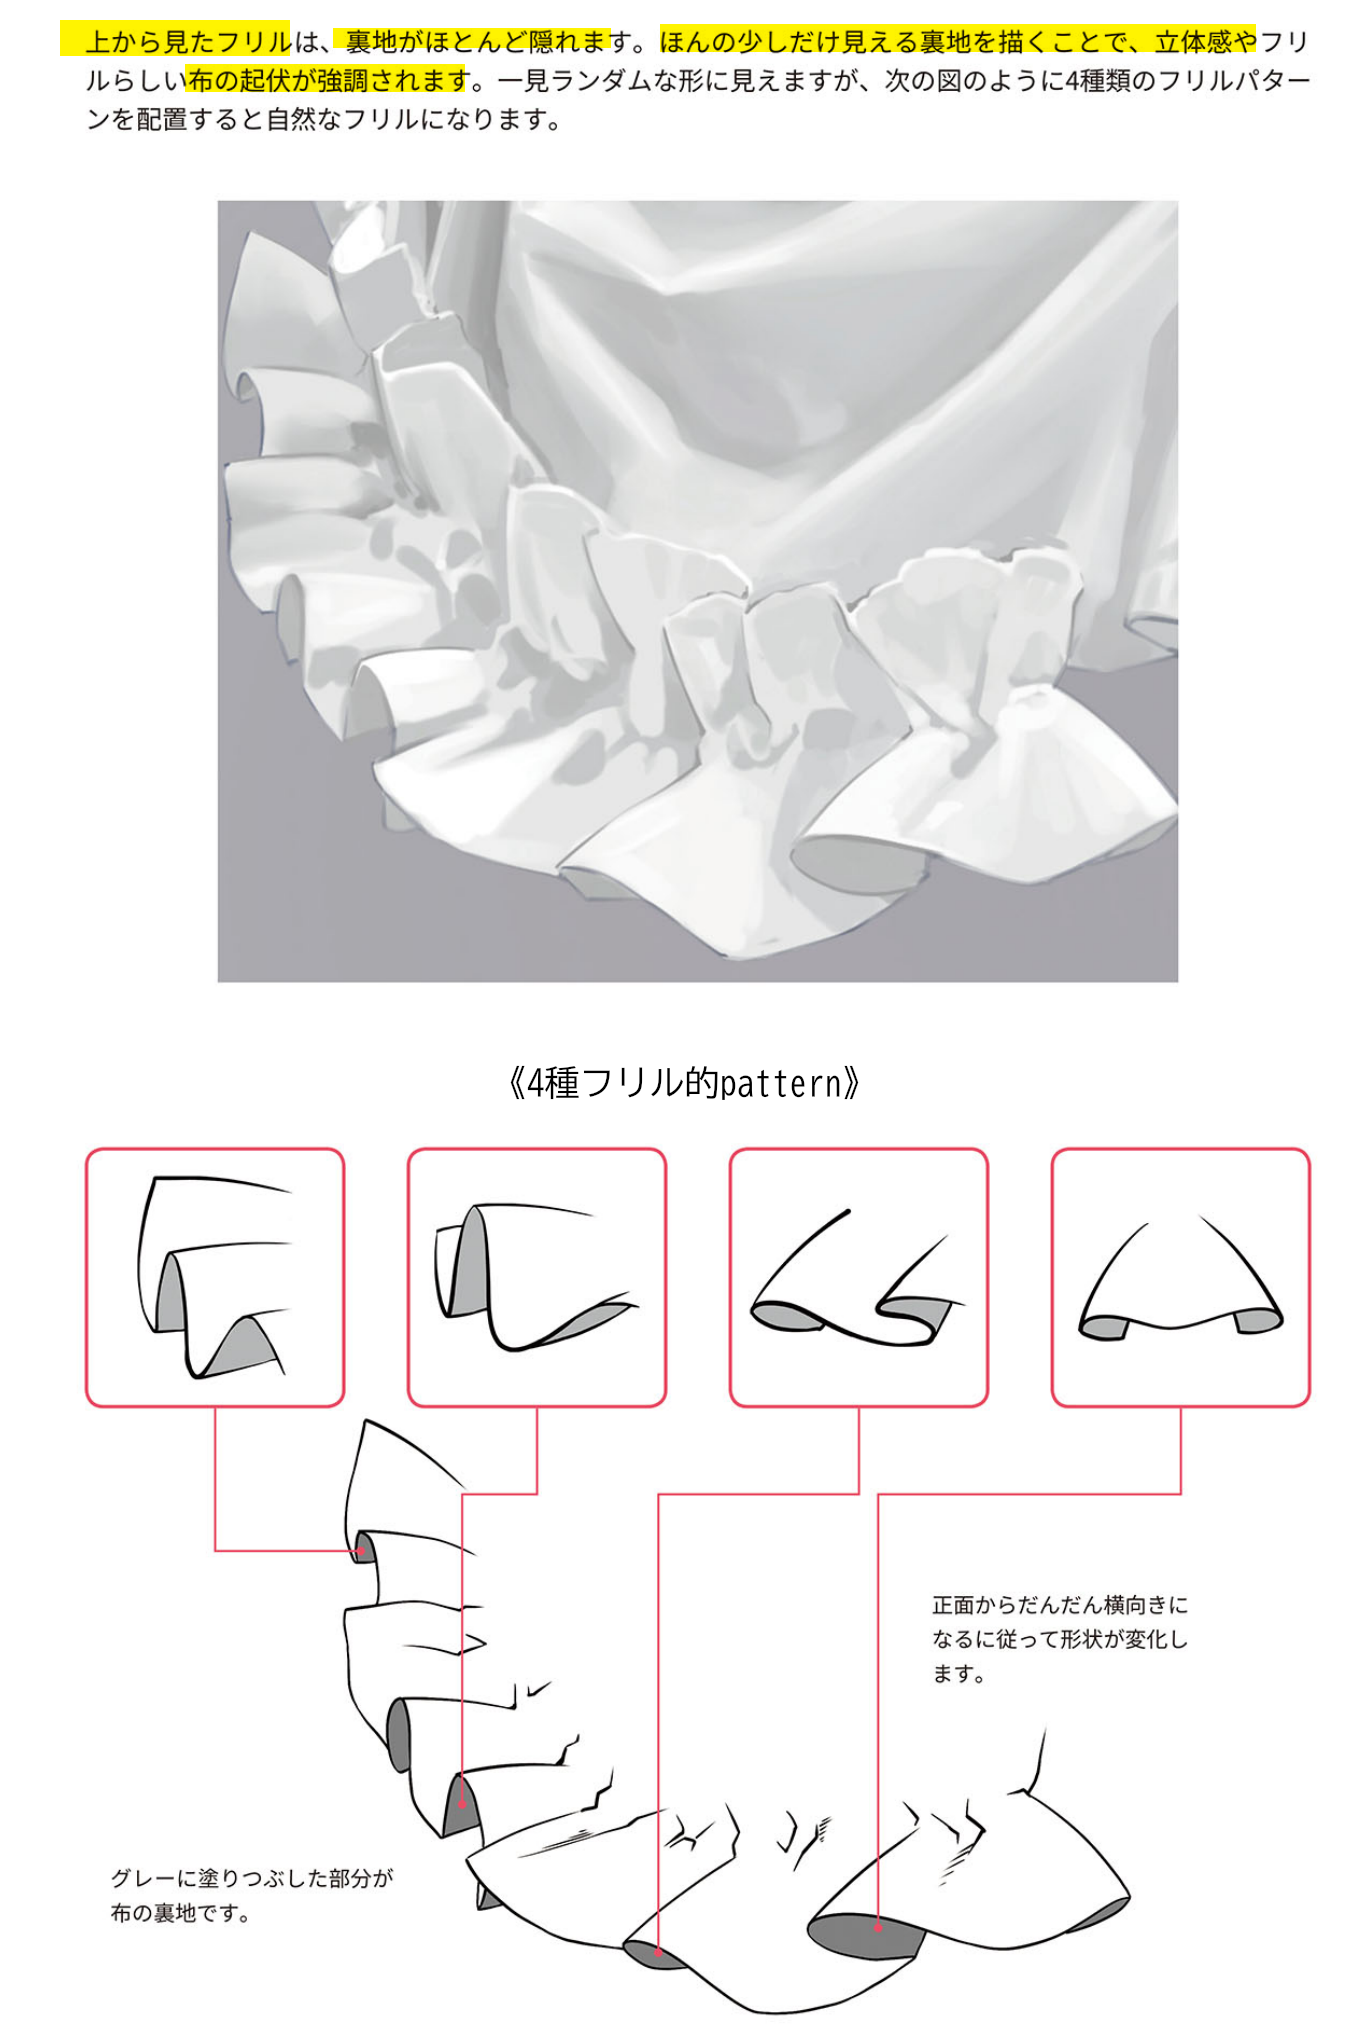 上から見たフリルは、裏地がほとんど隠れます。ほんの少しだけ見える裏地を描くことで、立体感やフリ
ルらしい布の起伏が強調されます。一見ランダムな形に見えますが、次の図のように4種類のフリルパター
ンを配置すると自然なフリルになります。
《4種フリル的pattern》
正面からだんだん横向きに
なるに従って形状が変化し
ます。
グレーに塗りつぶした部分が
布の裏地です。